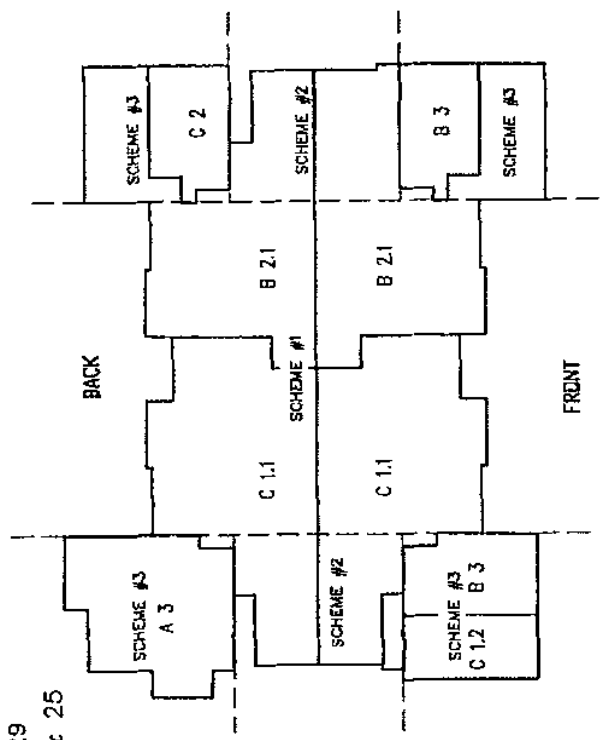 BACK
SCHEME #3
A 3
C 1.1
SCHEME #1
B 2.1
SCHEME #3
C 2
SCHEME #2
SCHEME #2
C 1.1
B 2.1
B 3
SCHEME #3
SCHEME #3
C 1.2
B 3
FRONT
25